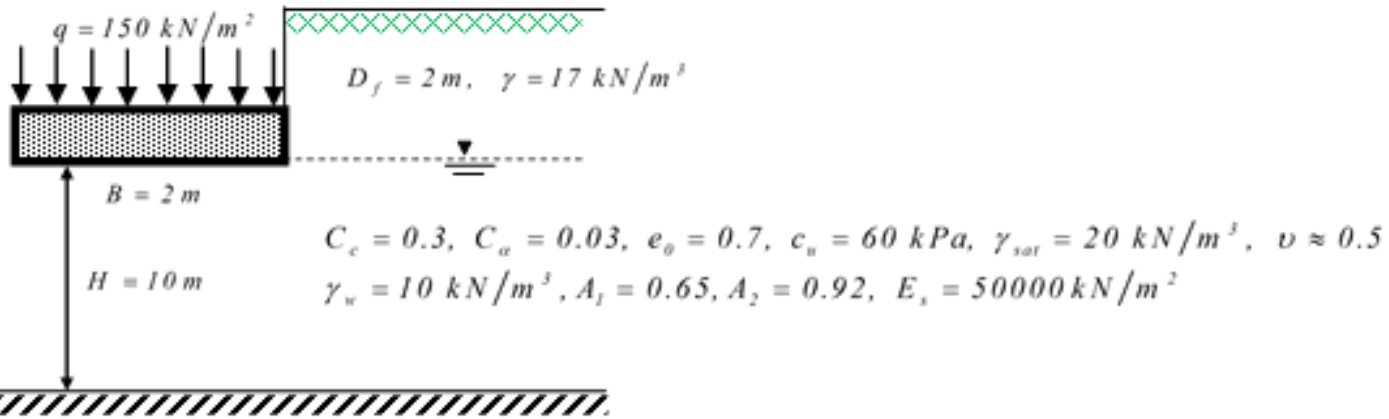 q = 150 kN/m²
D_f = 2 m, γ = 17 kN/m³
B = 2 m
C_c = 0.3, C_α = 0.03, e_o = 0.7, c_u = 60 kPa, γ_sat = 20 kN/m³, υ ≈ 0.5
H = 10 m
γ_w = 10 kN/m³, A_1 = 0.65, A_2 = 0.92, E_s = 50000 kN/m²